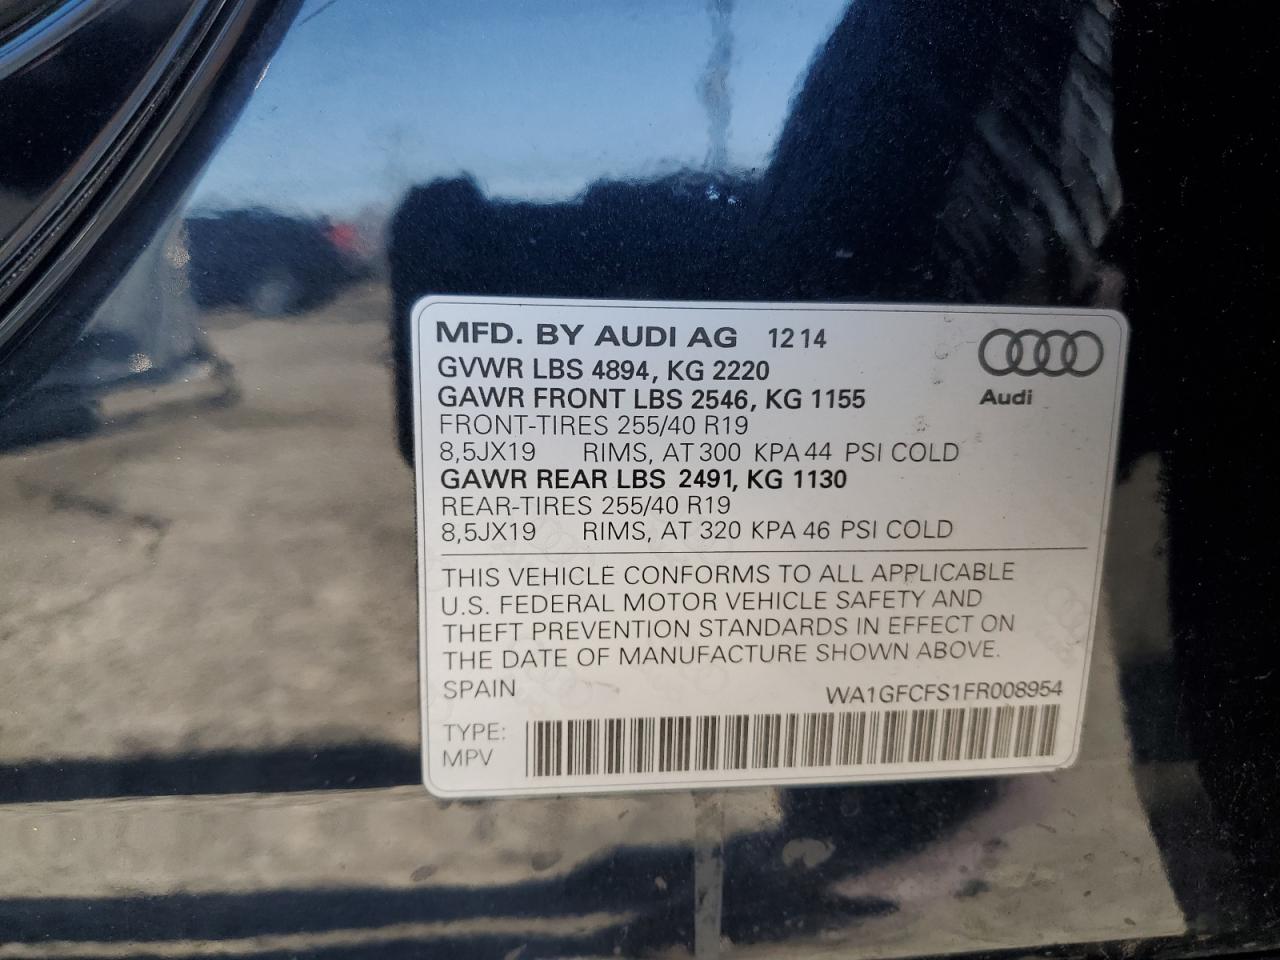 MFD. BY AUDI AG 12 14
GVWR LBS 4894, KG 2220
GAWR FRONT LBS 2546, KG 1155
FRONT-TIRES 255/40 R19
8,5JX19 RIMS, AT 300 KPA 44 PSI COLD
GAWR REAR LBS 2491, KG 1130
REAR-TIRES 255/40 R19
8,5JX19 RIMS, AT 320 KPA 46 PSI COLD
Audi
THIS VEHICLE CONFORMS TO ALL APPLICABLE
U.S. FEDERAL MOTOR VEHICLE SAFETY AND
THEFT PREVENTION STANDARDS IN EFFECT ON
THE DATE OF MANUFACTURE SHOWN ABOVE.
SPAIN WA1GFCFS1FR008954
TYPE:
MPV